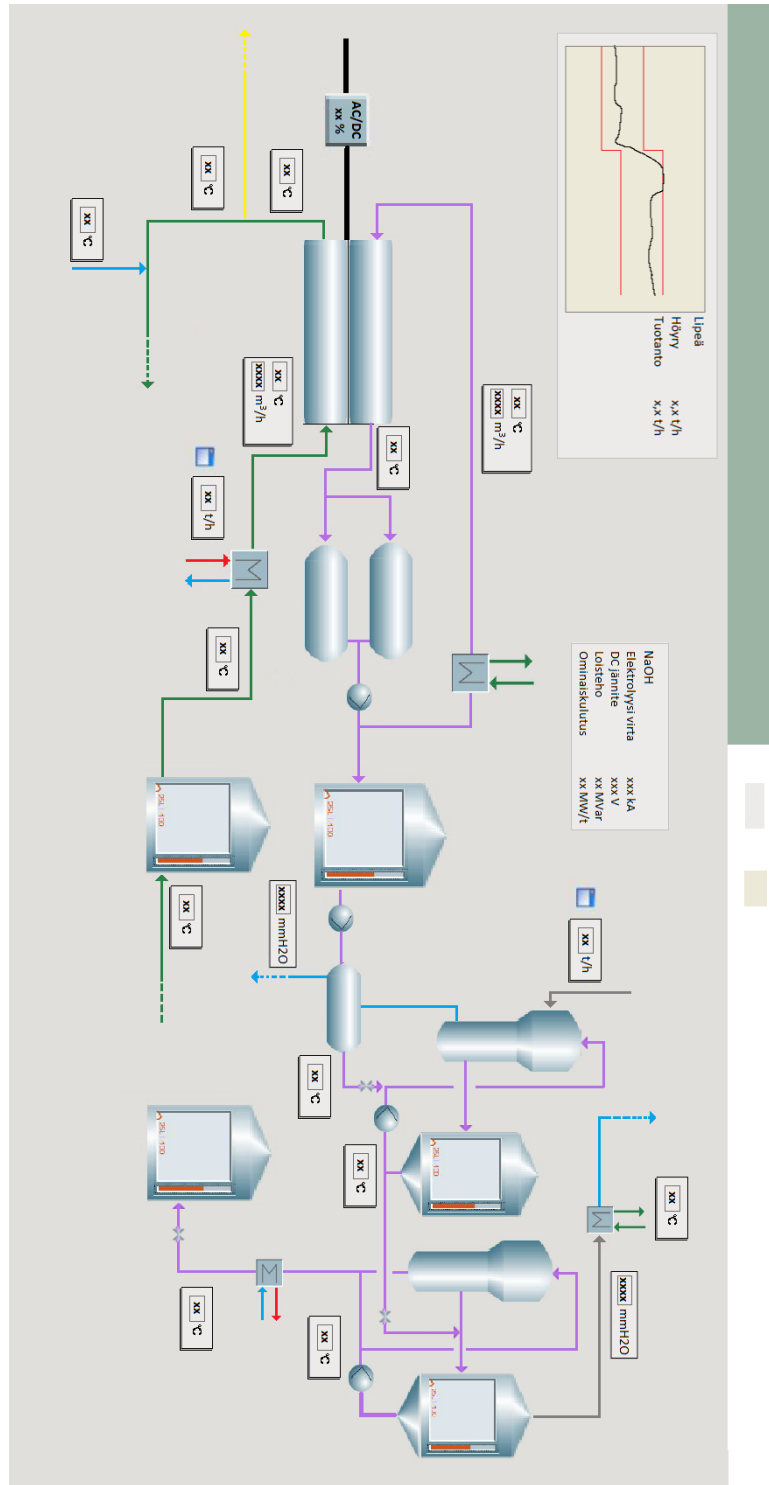 Lipeä
Höyry x,x t/h
Tuotanto x,x t/h
NaOH
Elektrolyysi virta xxx kA
DC jännite xxx V
Loisteho xx MVar
Ominaiskulutus xx MW/t
xx °C
xxxx mmH2O
xx t/h
xx °C
xxxx m³/h
xx °C
xx °C
AC/DC
xx %
xx °C
xx °C
xx °C
xxxx mmH2O
xx °C
xxxx m³/h
xx °C
xx °C
xx t/h
xx °C
xx °C
xx °C